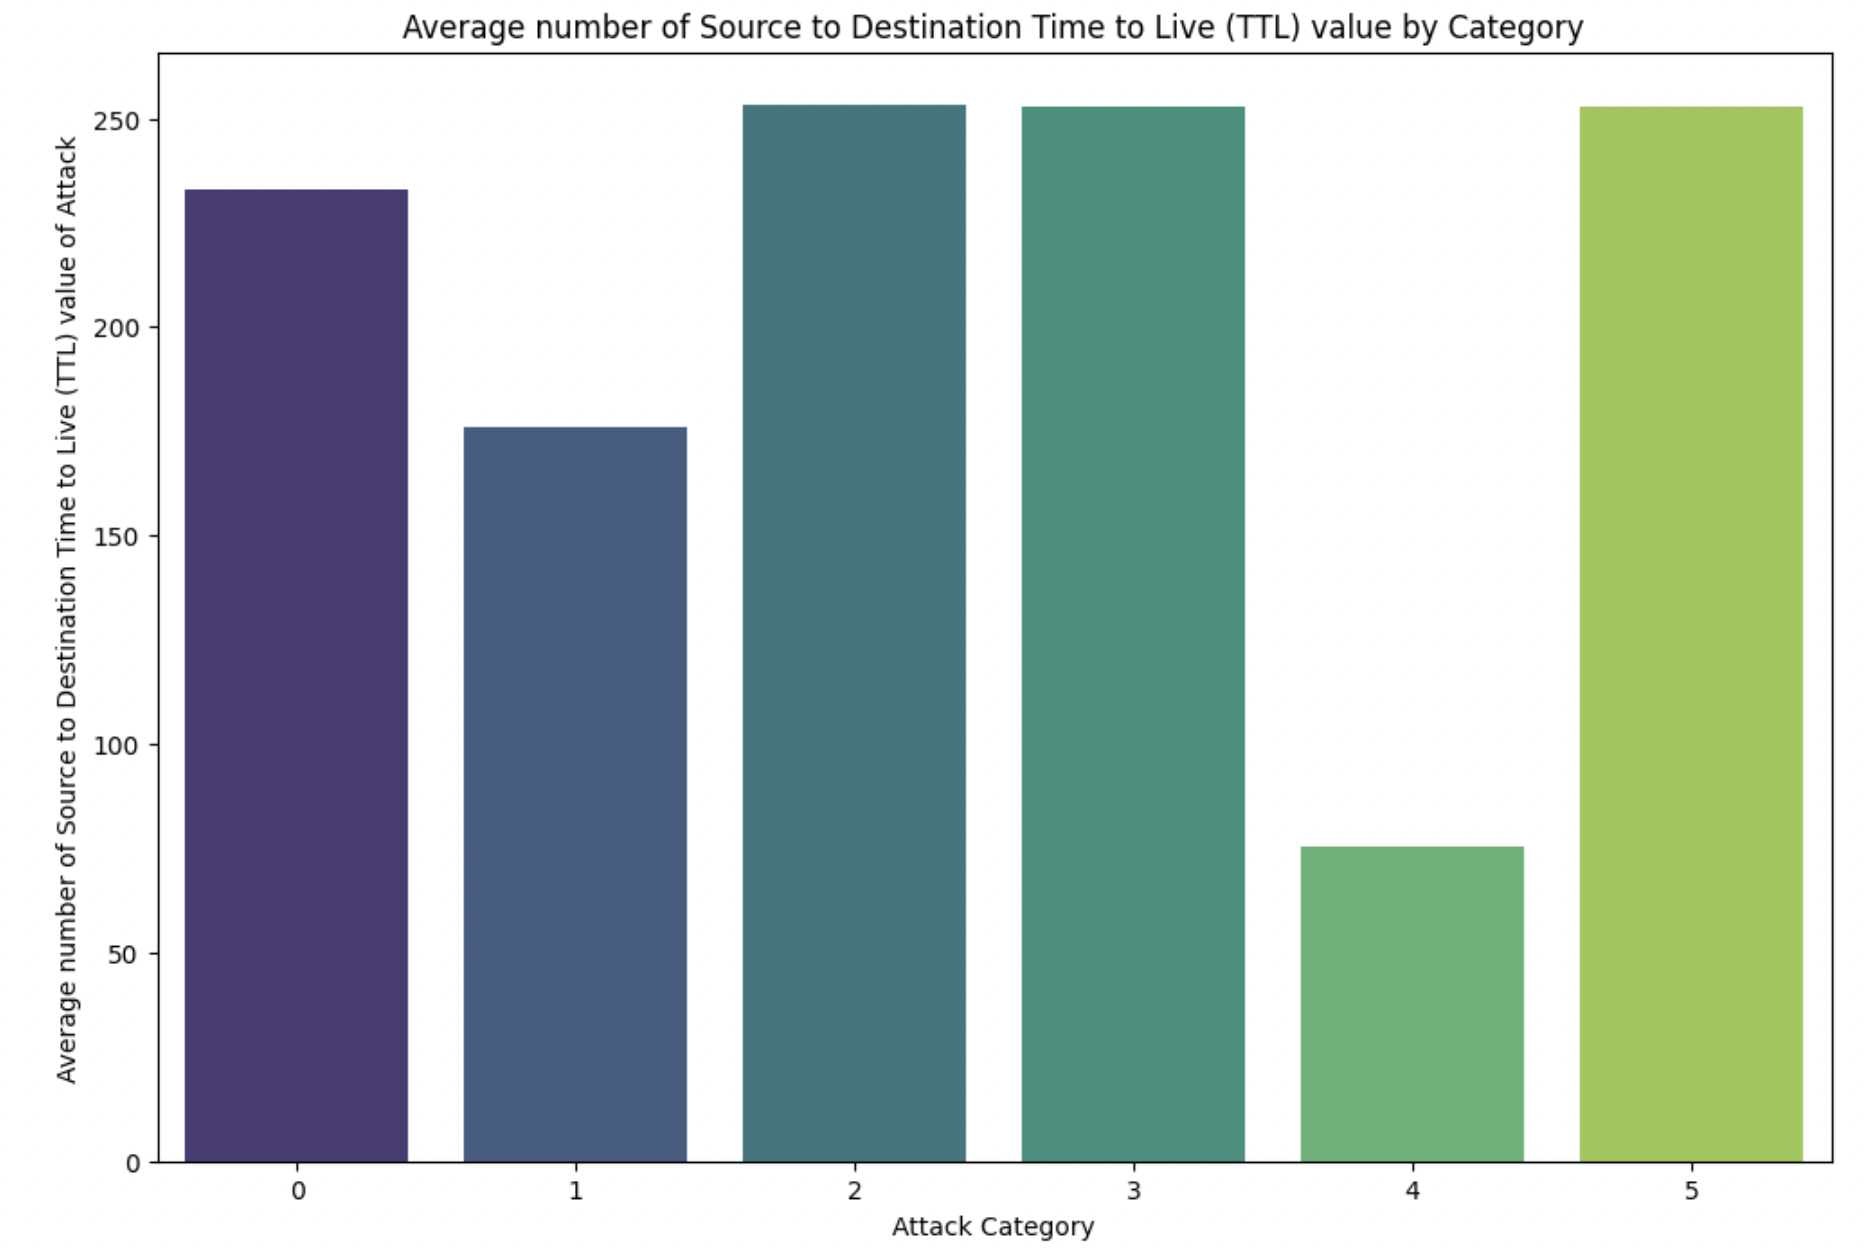 Average number of Source to Destination Time to Live (TTL) value by Category
Average number of Source to Destination Time to Live (TTL) value of Attack
250
200
150
100
50
0
0 1 2 3 4 5
Attack Category